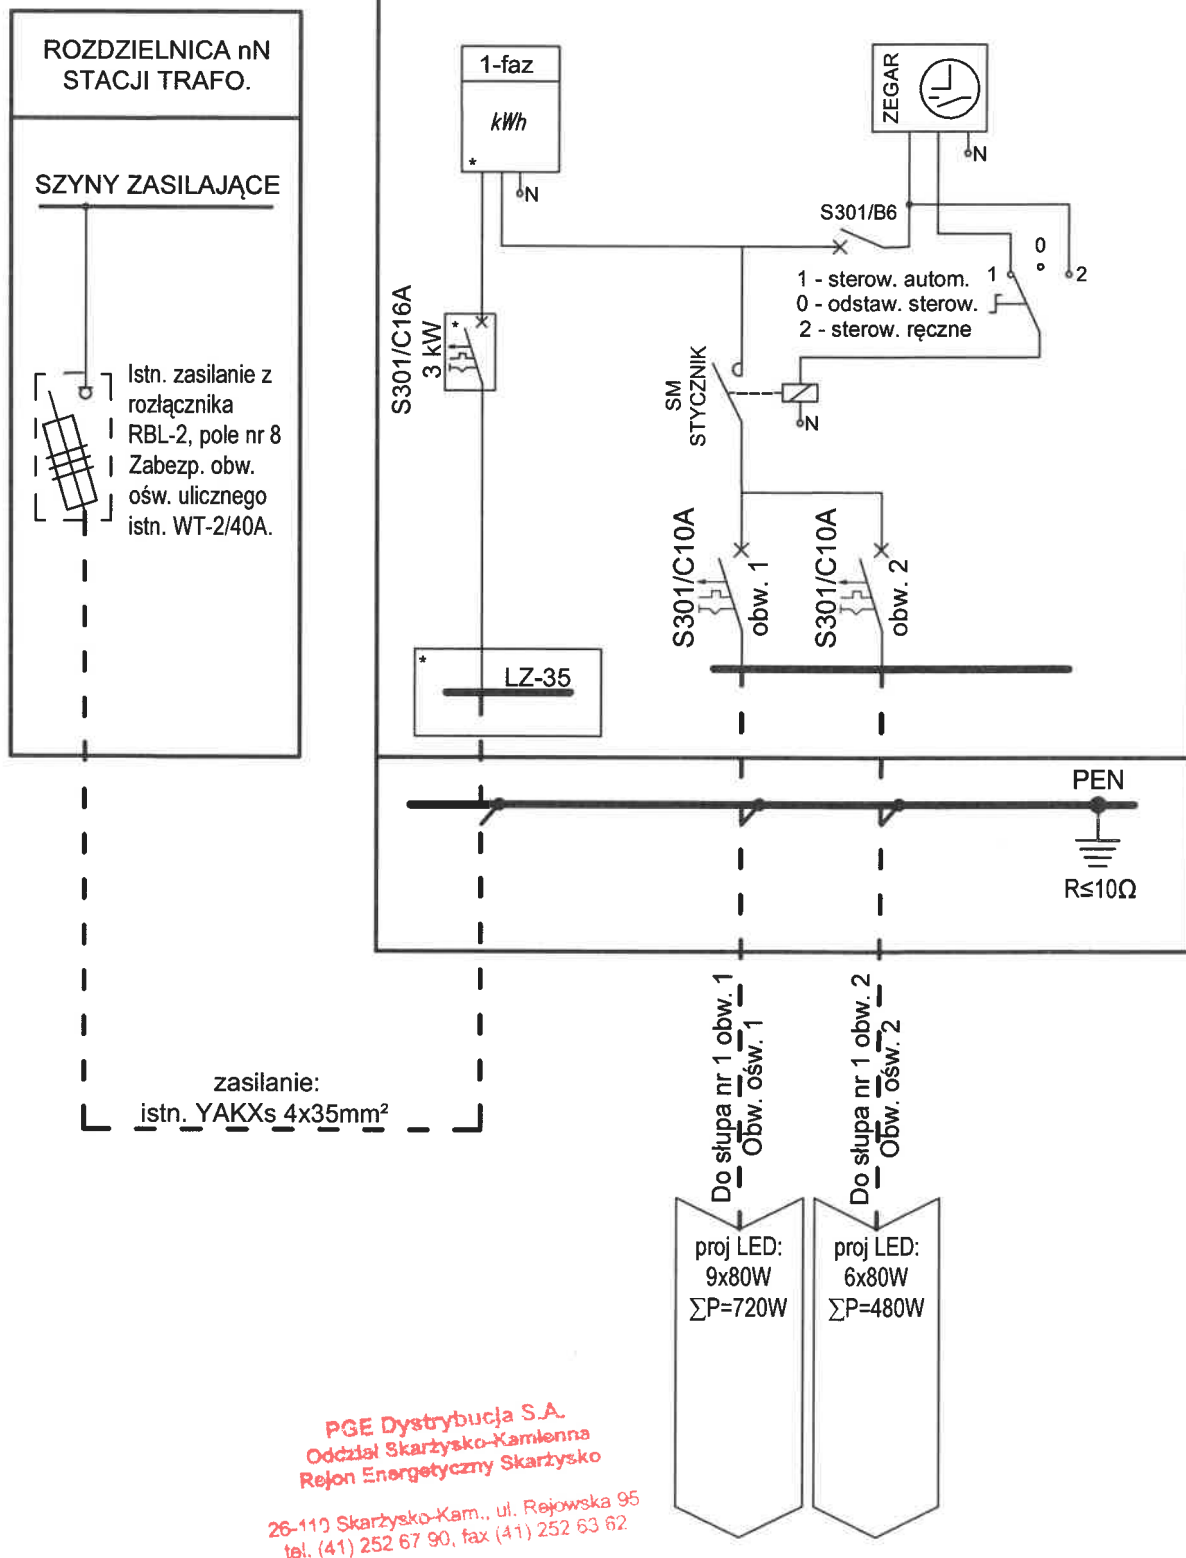 ROZDZIELNICA nN
STACJI TRAFO.
SZYNY ZASILAJĄCE
Istn. zasilanie z
rozłącznika
RBL-2, pole nr 8
Zabezp. obw.
ośw. ulicznego
istn. WT-2/40A.
1-faz
kWh
*
N
ZEGAR
N
S301/B6
0
1
2
1 - sterow. autom.
0 - odstaw. sterow.
2 - sterow. ręczne
S301/C16A
3 kW
*
SM
STYCZNIK
N
S301/C10A
obw. 1
S301/C10A
obw. 2
*
LZ-35
PEN
R≤10Ω
zasilanie:
istn. YAKXs 4x35mm²
Do słupa nr 1 obw. 1
Obw. ośw. 1
Do słupa nr 1 obw. 2
Obw. ośw. 2
proj LED:
9x80W
∑P=720W
proj LED:
6x80W
∑P=480W
PGE Dystrybucja S.A.
Oddział Skarżysko-Kamienna
Rejon Energetyczny Skarżysko
26-110 Skarżysko-Kam., ul. Rejowska 95
tel. (41) 252 67 90, fax (41) 252 63 62